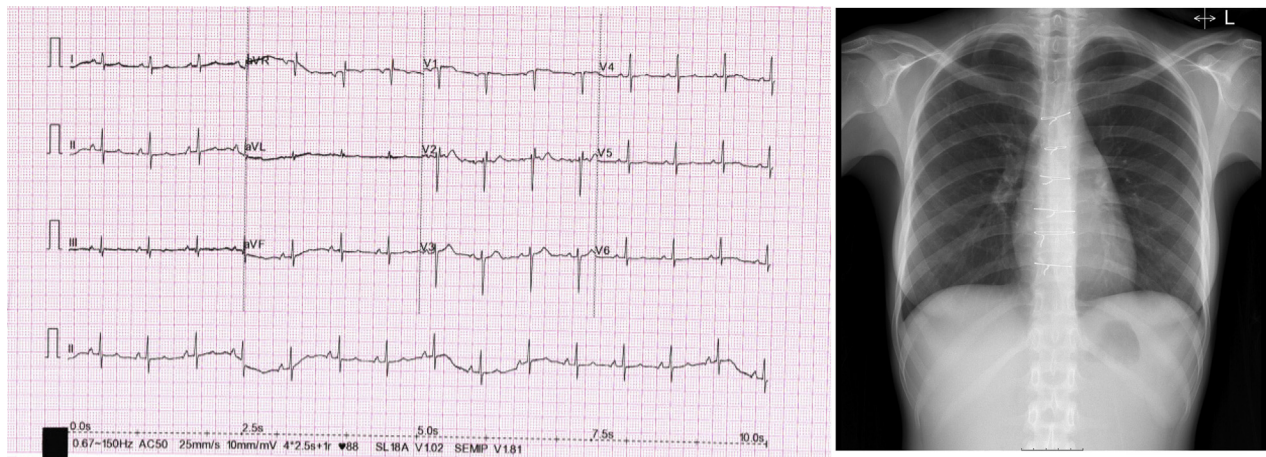 L
I aVR V1 V4
II aVL V2 V5
III aVF V3 V6
II
0.0s 2.5s 5.0s 7.5s 10.0s
0.67~150Hz AC50 25mm/s 10mm/mV 4*2.5s+1r ♥88 SL18A V1.02 SEMIP V1.81